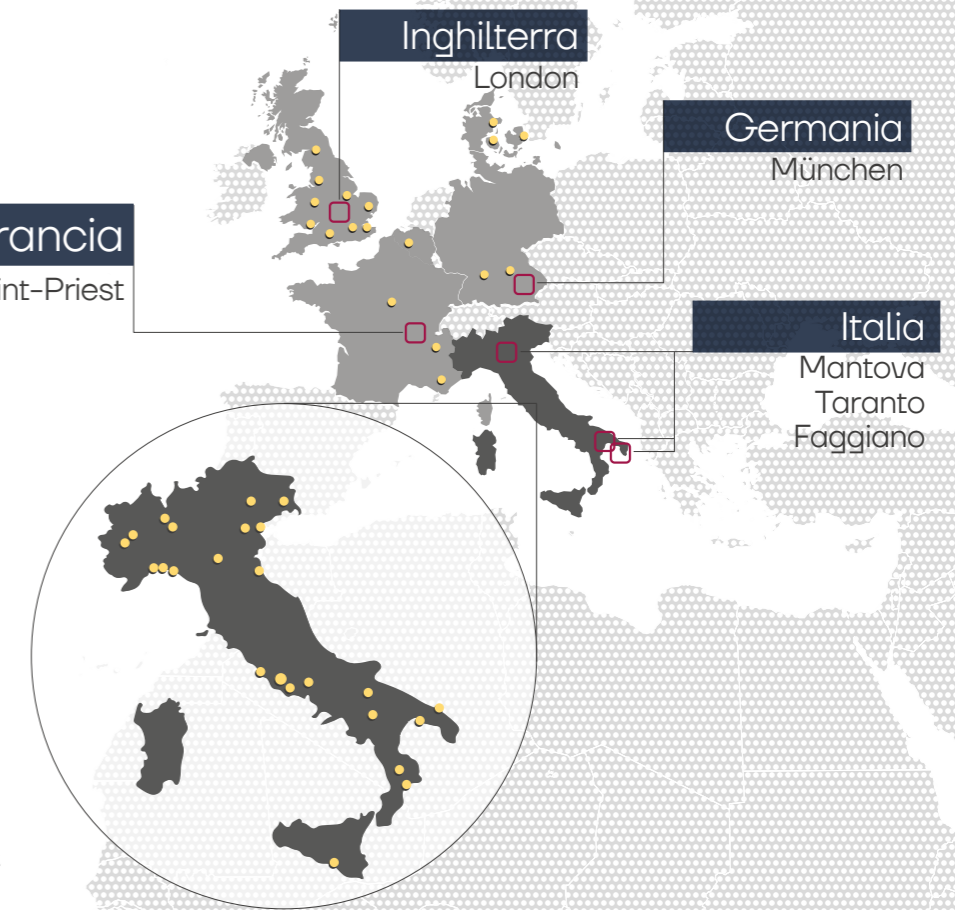 Inghilterra
London
Germania
München
rancia
int-Priest
Italia
Mantova
Taranto
Faggiano